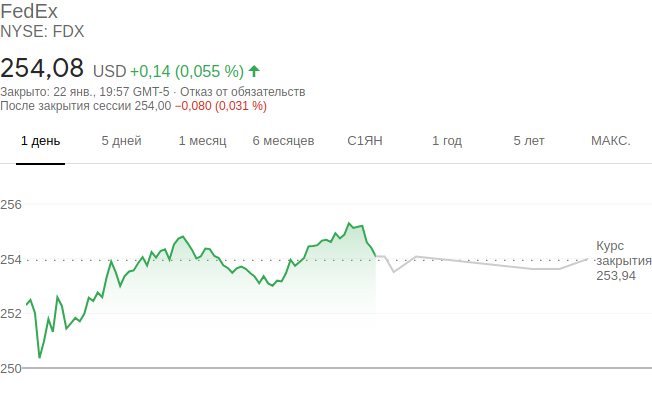 FedEx
NYSE: FDX
254,08 USD +0,14 (0,055 %)
Закрыто: 22 янв., 19:57 GMT-5 · Отказ от обязательств
После закрытия сессии 254,00 −0,080 (0,031 %)
1 день 5 дней 1 месяц 6 месяцев С1ЯН 1 год 5 лет МАКС.
256
254
252
250
Курс
закрытия
253,94